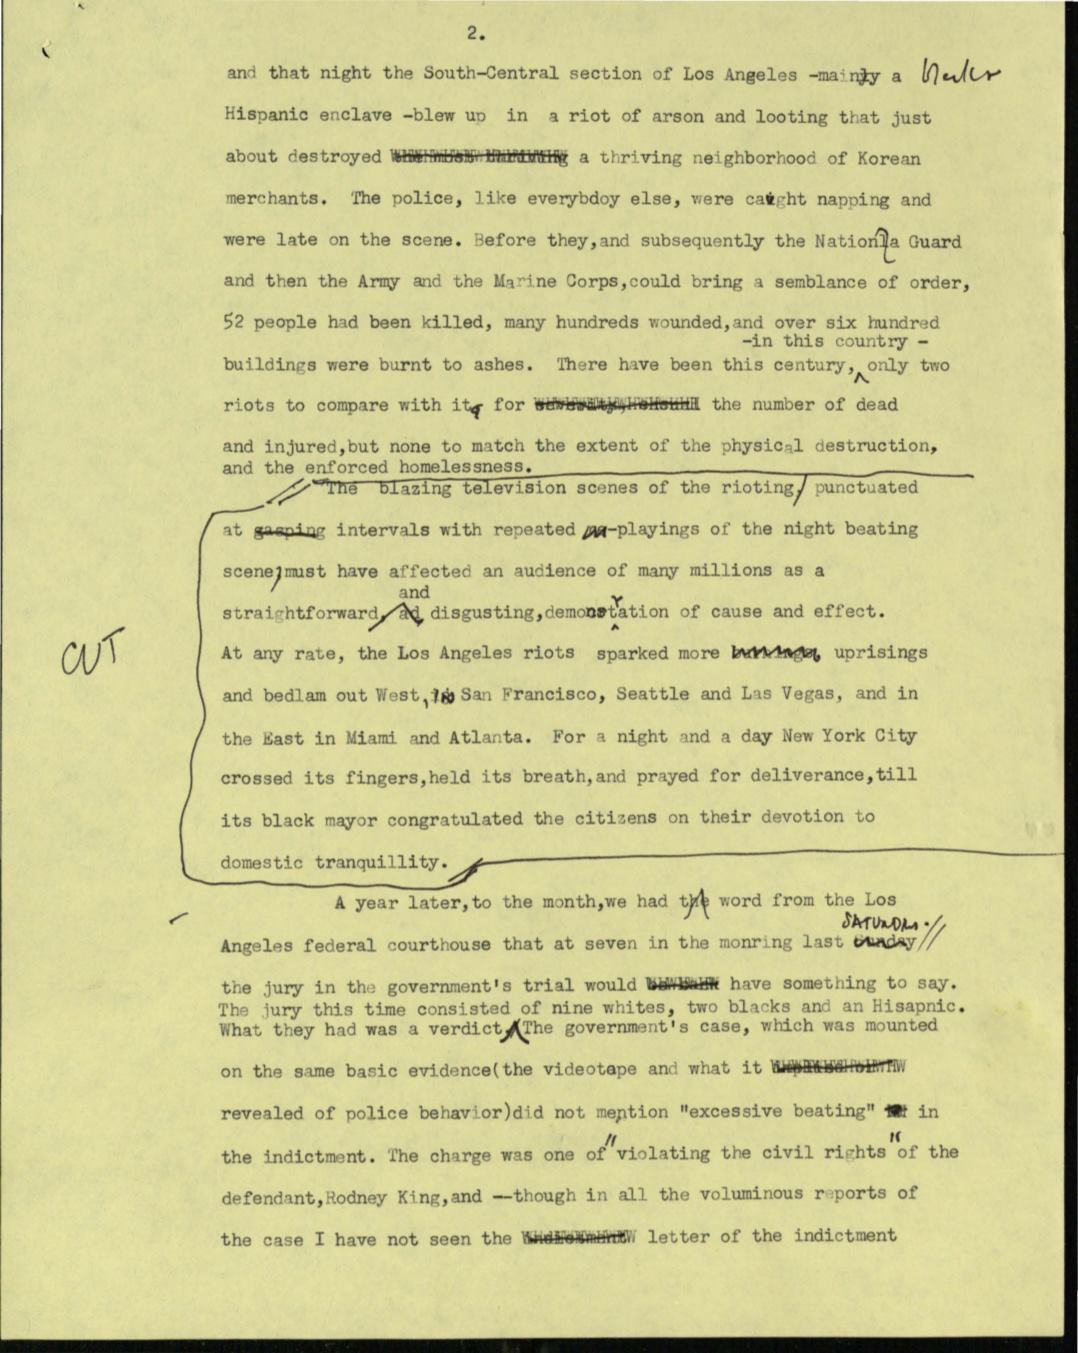 2.
and that night the South-Central section of Los Angeles -mainly a
Hispanic enclave -blew up in a riot of arson and looting that just
about destroyed a thriving neighborhood of Korean
merchants. The police, like everybdoy else, were caught napping and
were late on the scene. Before they,and subsequently the Nationla Guard
and then the Army and the Marine Corps,could bring a semblance of order,
52 people had been killed, many hundreds wounded,and over six hundred
-in this country -
buildings were burnt to ashes. There have been this century, only two
riots to compare with it, for the number of dead
and injured,but none to match the extent of the physical destruction,
and the enforced homelessness.
"The blazing television scenes of the rioting, punctuated
at gasping intervals with repeated -playings of the night beating
scene,must have affected an audience of many millions as a
and
straightforward, ad disgusting,demonstration of cause and effect.
CUT
At any rate, the Los Angeles riots sparked more uprisings
and bedlam out West, in San Francisco, Seattle and Las Vegas, and in
the East in Miami and Atlanta. For a night and a day New York City
crossed its fingers,held its breath,and prayed for deliverance,till
its black mayor congratulated the citizens on their devotion to
domestic tranquillity.
A year later,to the month,we had the word from the Los
SATURDAY
Angeles federal courthouse that at seven in the monring last Sunday
the jury in the government's trial would have something to say.
The jury this time consisted of nine whites, two blacks and an Hisapnic.
What they had was a verdict. The government's case, which was mounted
on the same basic evidence(the videotape and what it
revealed of police behavior)did not mention "excessive beating" in
the indictment. The charge was one of "violating the civil rights" of the
defendant,Rodney King,and --though in all the voluminous reports of
the case I have not seen the letter of the indictment